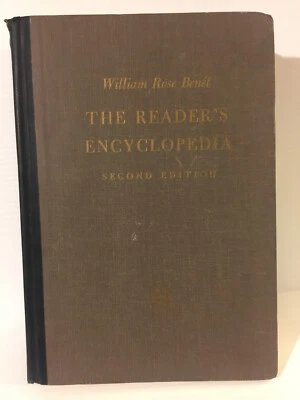 William Rose Benét
THE READER'S
ENCYCLOPEDIA
SECOND EDITION